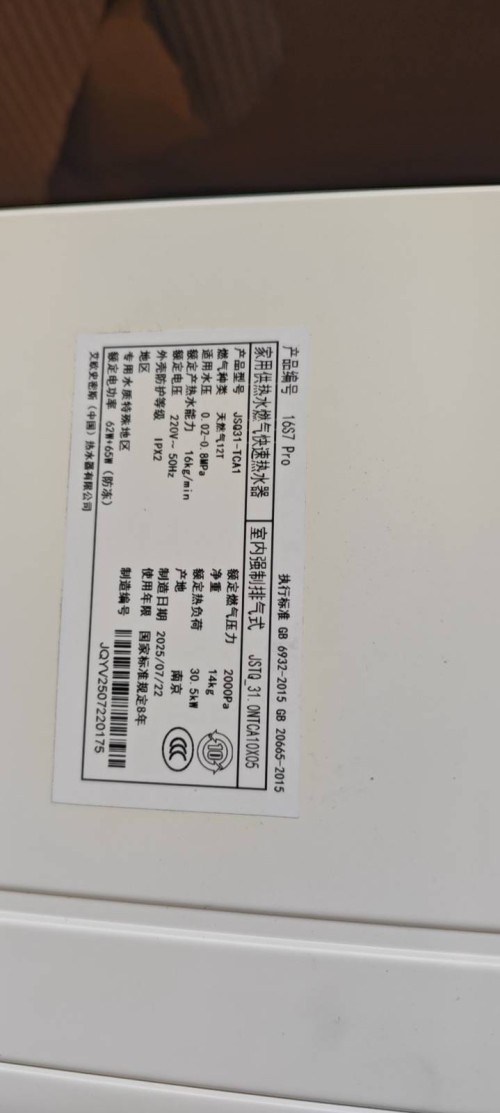 产品编号 16S7 Pro 执行标准 GB 6932-2015 GB 20665-2015
家用供热水燃气快速热水器 室内强制排气式 JSTQ_31.0NTCA10X05
产品型号 JSQ31-TCA1 额定燃气压力 2000Pa
燃气种类 天然气12T 净重 14kg
适用水压 0.02-0.8MPa 额定热负荷 30.5kW
额定产热水能力 16kg/min 产地 南京
额定电压 220V~ 50Hz 制造日期 2025/07/22
外壳防护等级 IPX2 使用年限 国家标准规定8年
地区 制造编号
专用水质特殊地区
额定电功率 62W+65W (防冻) JQYV2507220175
艾欧史密斯(中国)热水器有限公司
10
CCC